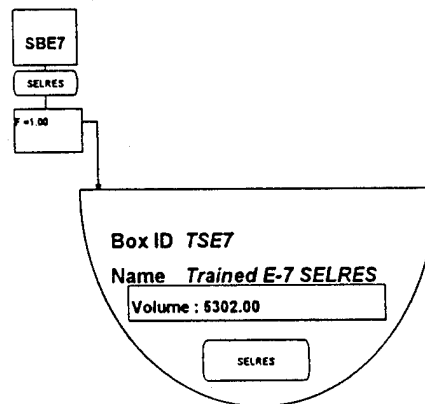 SBE7
SELRES
F =1.00
Box ID TSE7
Name Trained E-7 SELRES
Volume : 5302.00
SELRES